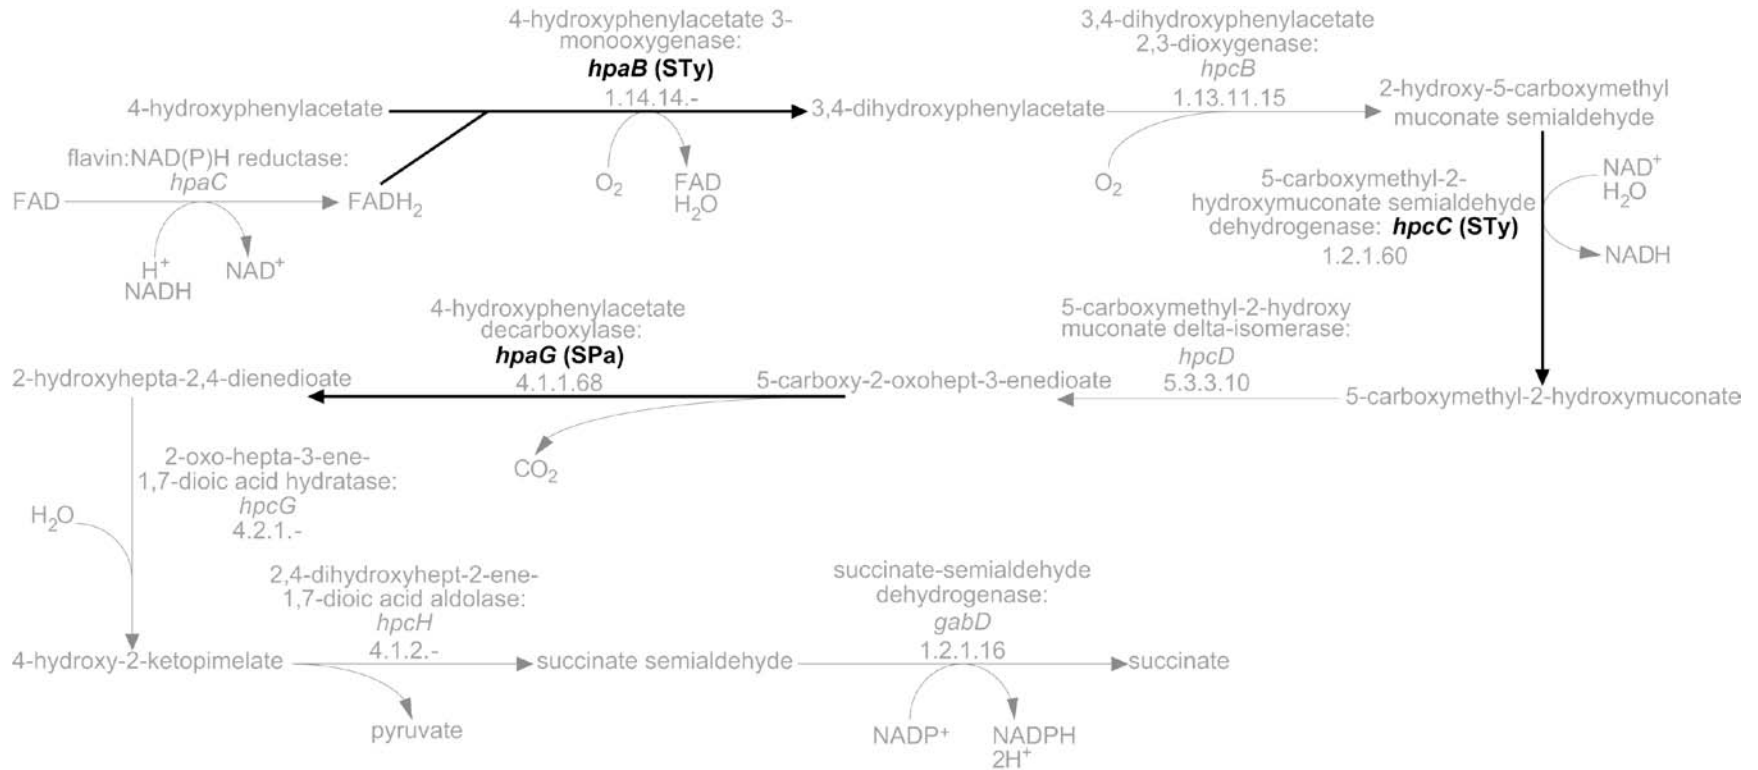 4-hydroxyphenylacetate 3-
monooxygenase:
hpaB (STy)
1.14.14.-
4-hydroxyphenylacetate
3,4-dihydroxyphenylacetate
3,4-dihydroxyphenylacetate
2,3-dioxygenase:
hpcB
1.13.11.15
2-hydroxy-5-carboxymethyl
muconate semialdehyde
flavin:NAD(P)H reductase:
hpaC
FAD
FADH2
H+
NADH
NAD+
O2
FAD
H2O
O2
5-carboxymethyl-2-
hydroxymuconate semialdehyde
dehydrogenase: hpcC (STy)
1.2.1.60
NAD+
H2O
NADH
4-hydroxyphenylacetate
decarboxylase:
hpaG (SPa)
4.1.1.68
5-carboxymethyl-2-hydroxy
muconate delta-isomerase:
hpcD
5.3.3.10
2-hydroxyhepta-2,4-dienedioate
5-carboxy-2-oxohept-3-enedioate
5-carboxymethyl-2-hydroxymuconate
CO2
2-oxo-hepta-3-ene-
1,7-dioic acid hydratase:
hpcG
4.2.1.-
H2O
2,4-dihydroxyhept-2-ene-
1,7-dioic acid aldolase:
hpcH
4.1.2.-
succinate-semialdehyde
dehydrogenase:
gabD
1.2.1.16
4-hydroxy-2-ketopimelate
succinate semialdehyde
succinate
pyruvate
NADP+
NADPH
2H+